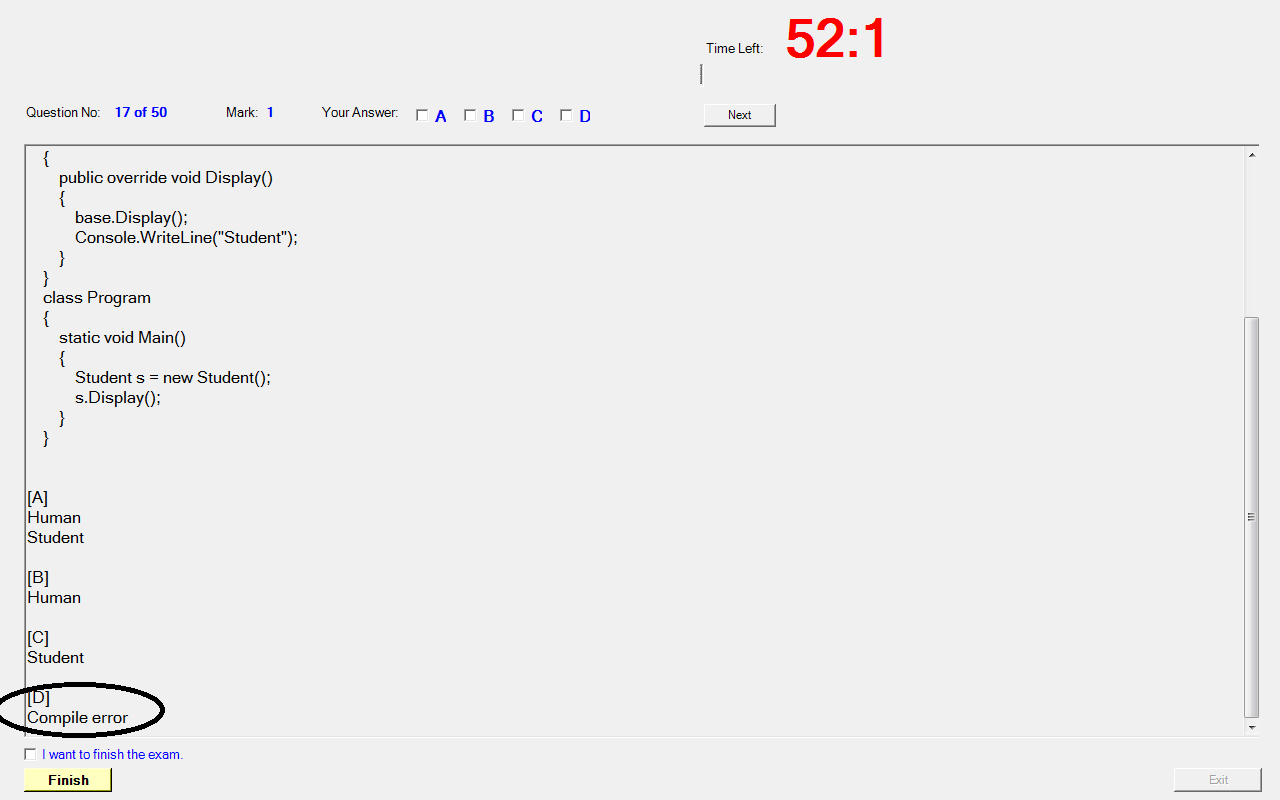 Time Left: 52:1
Question No: 17 of 50 Mark: 1 Your Answer: A B C D Next
{
public override void Display()
{
base.Display();
Console.WriteLine("Student");
}
}
class Program
{
static void Main()
{
Student s = new Student();
s.Display();
}
}
[A]
Human
Student
[B]
Human
[C]
Student
[D]
Compile error
I want to finish the exam.
Finish Exit